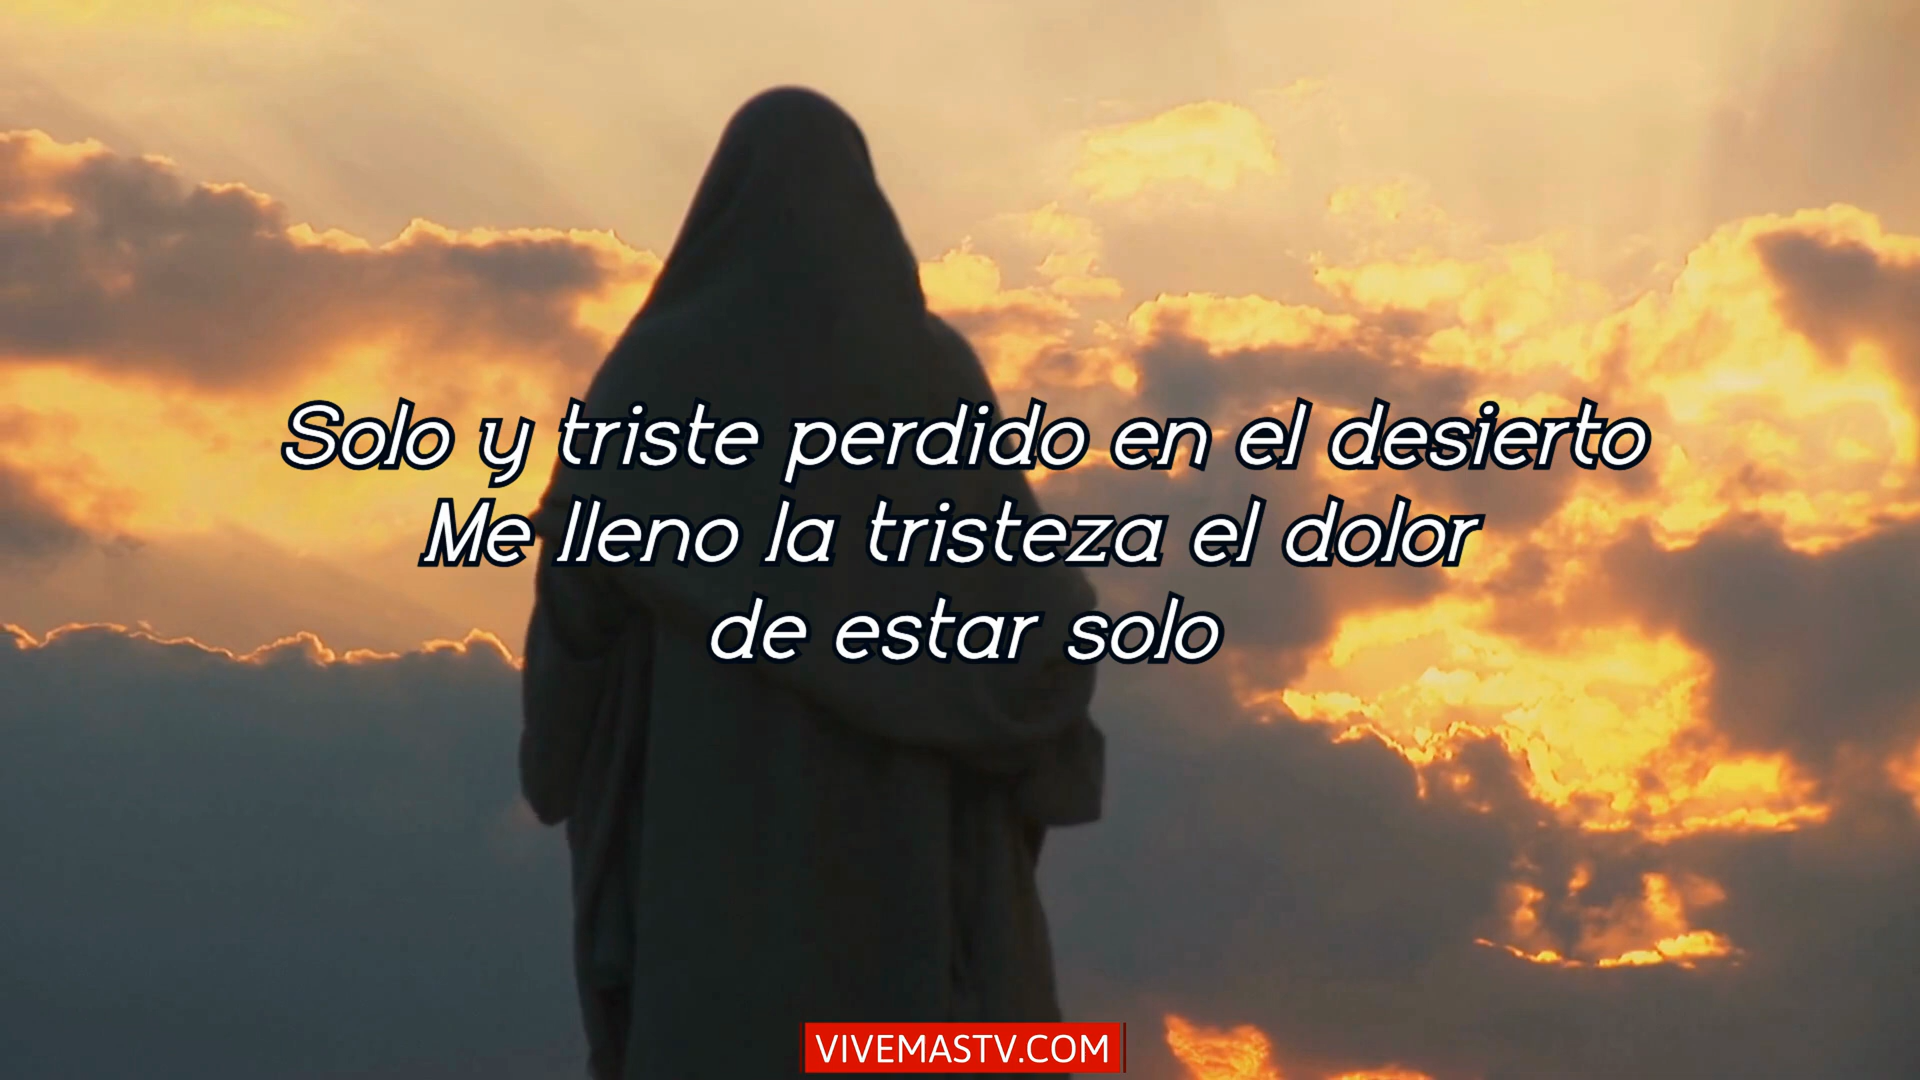 Solo y triste perdido en el desierto
Me lleno la tristeza el dolor
de estar solo
VIVEMASTV.COM